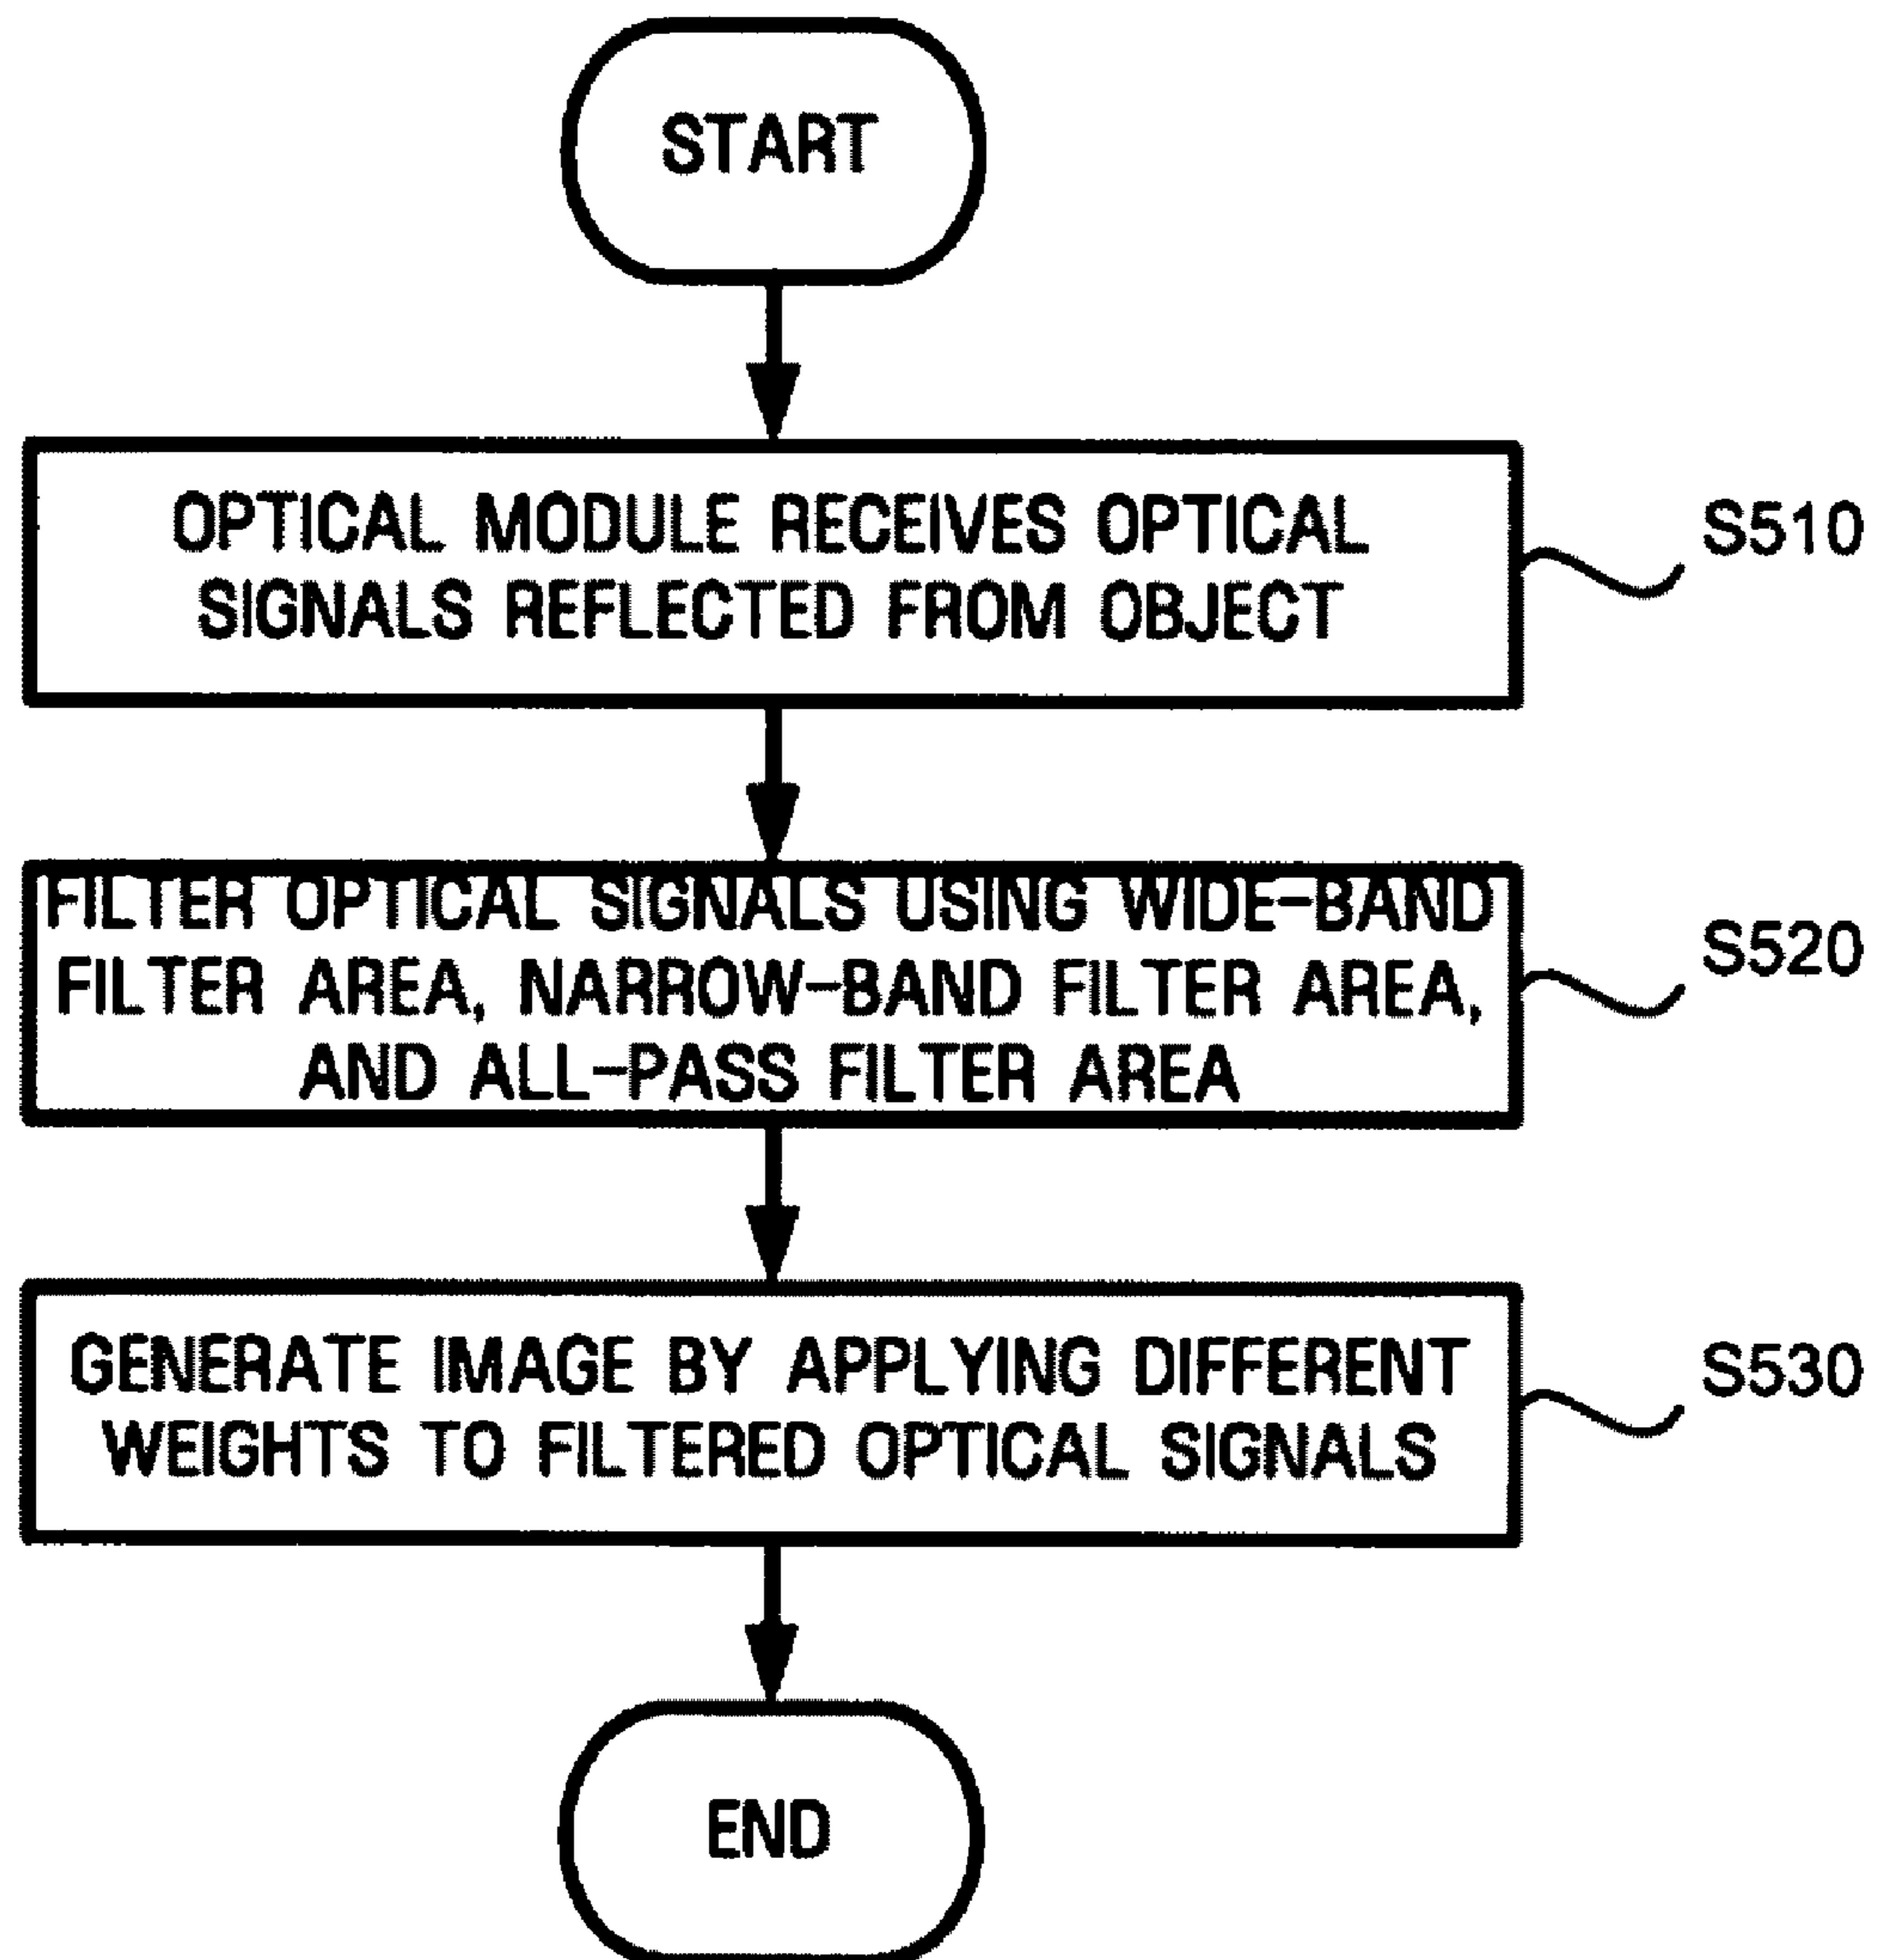 START
OPTICAL MODULE RECEIVES OPTICAL
SIGNALS REFLECTED FROM OBJECT
S510
FILTER OPTICAL SIGNALS USING WIDE-BAND
FILTER AREA, NARROW-BAND FILTER AREA,
AND ALL-PASS FILTER AREA
S520
GENERATE IMAGE BY APPLYING DIFFERENT
WEIGHTS TO FILTERED OPTICAL SIGNALS
S530
END